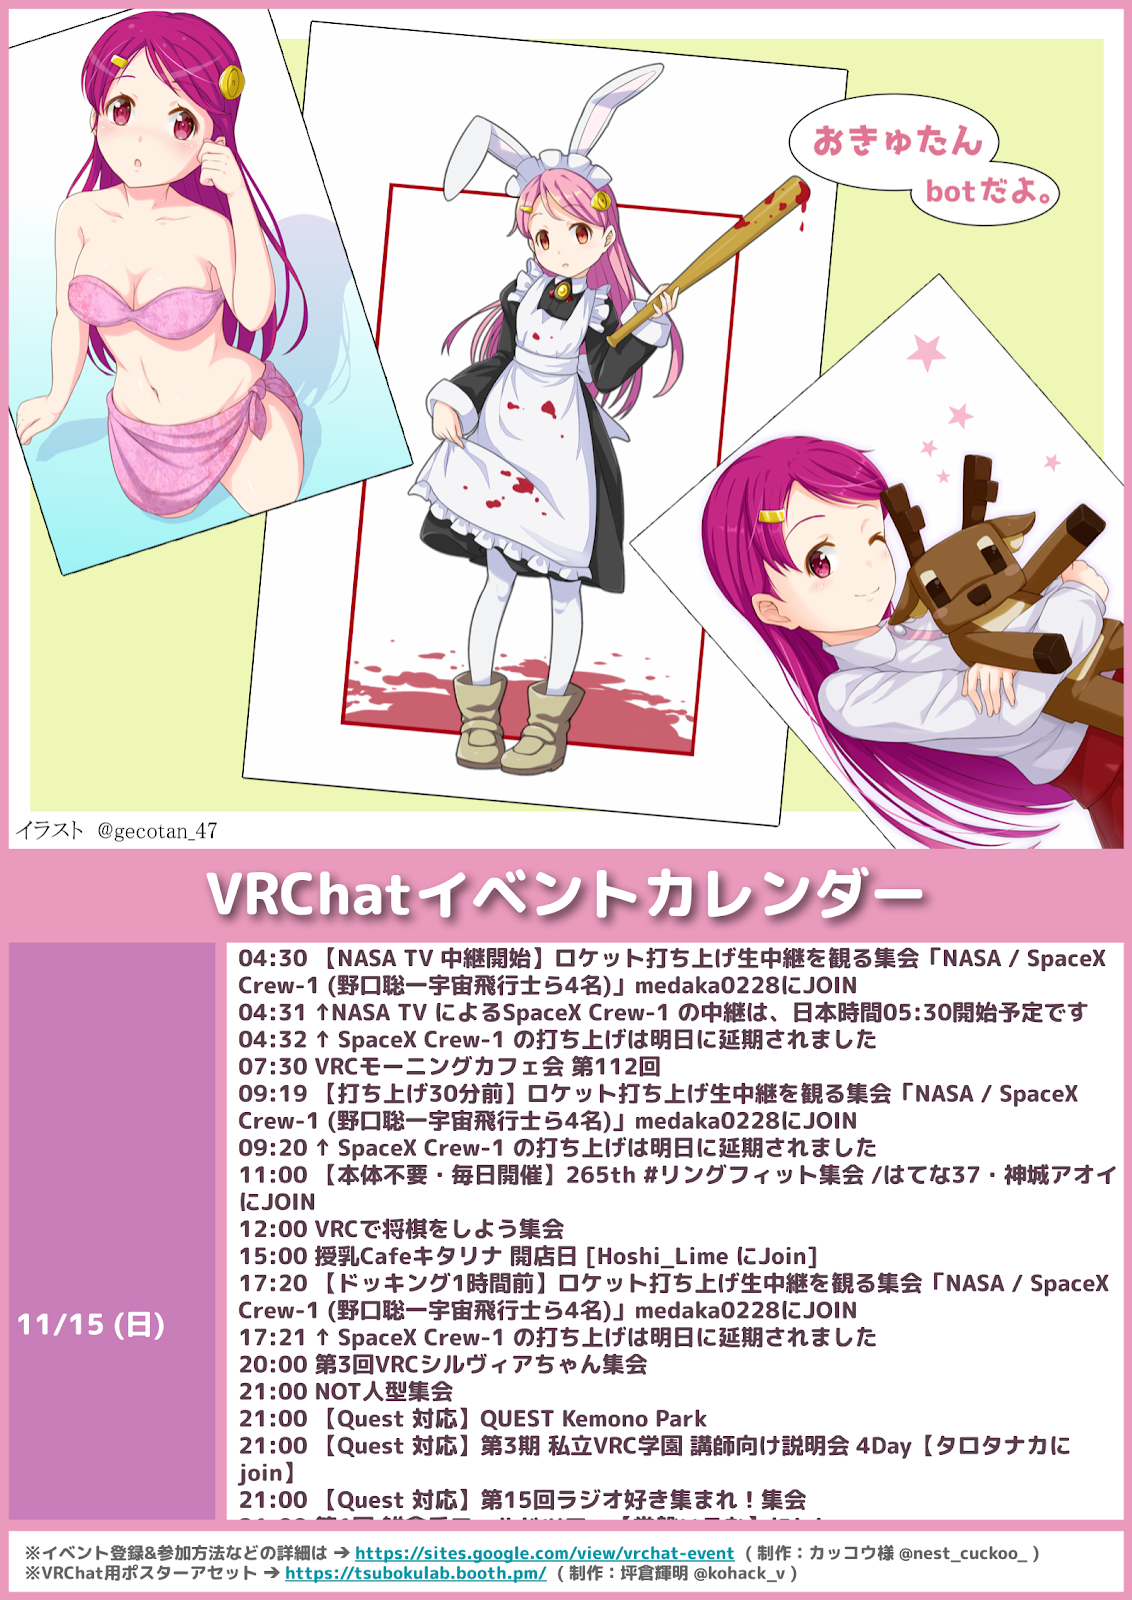 おきゅたん
botだよ。
イラスト @gecotan_47
VRChatイベントカレンダー
11/15 (日)
04:30 【NASA TV 中継開始】ロケット打ち上げ生中継を観る集会「NASA / SpaceX
Crew-1 (野口聡一宇宙飛行士ら4名)」medaka0228にJOIN
04:31 ↑NASA TV によるSpaceX Crew-1 の中継は、日本時間05:30開始予定です
04:32 ↑ SpaceX Crew-1 の打ち上げは明日に延期されました
07:30 VRCモーニングカフェ会 第112回
09:19 【打ち上げ30分前】ロケット打ち上げ生中継を観る集会「NASA / SpaceX
Crew-1 (野口聡一宇宙飛行士ら4名)」medaka0228にJOIN
09:20 ↑ SpaceX Crew-1 の打ち上げは明日に延期されました
11:00 【本体不要・毎日開催】265th #リングフィット集会 /はてな37・神城アオイ
にJOIN
12:00 VRCで将棋をしよう集会
15:00 授乳Cafeキタリナ 開店日 [Hoshi_Lime にJoin]
17:20 【ドッキング1時間前】ロケット打ち上げ生中継を観る集会「NASA / SpaceX
Crew-1 (野口聡一宇宙飛行士ら4名)」medaka0228にJOIN
17:21 ↑ SpaceX Crew-1 の打ち上げは明日に延期されました
20:00 第3回VRCシルヴィアちゃん集会
21:00 NOT人型集会
21:00 【Quest 対応】QUEST Kemono Park
21:00 【Quest 対応】第3期 私立VRC学園 講師向け説明会 4Day【タロタナカに
join】
21:00 【Quest 対応】第15回ラジオ好き集まれ！集会
※イベント登録&参加方法などの詳細は → https://sites.google.com/view/vrchat-event ( 制作：カッコウ様 @nest_cuckoo_ )
※VRChat用ポスターアセット → https://tsubokulab.booth.pm/ ( 制作：坪倉輝明 @kohack_v )